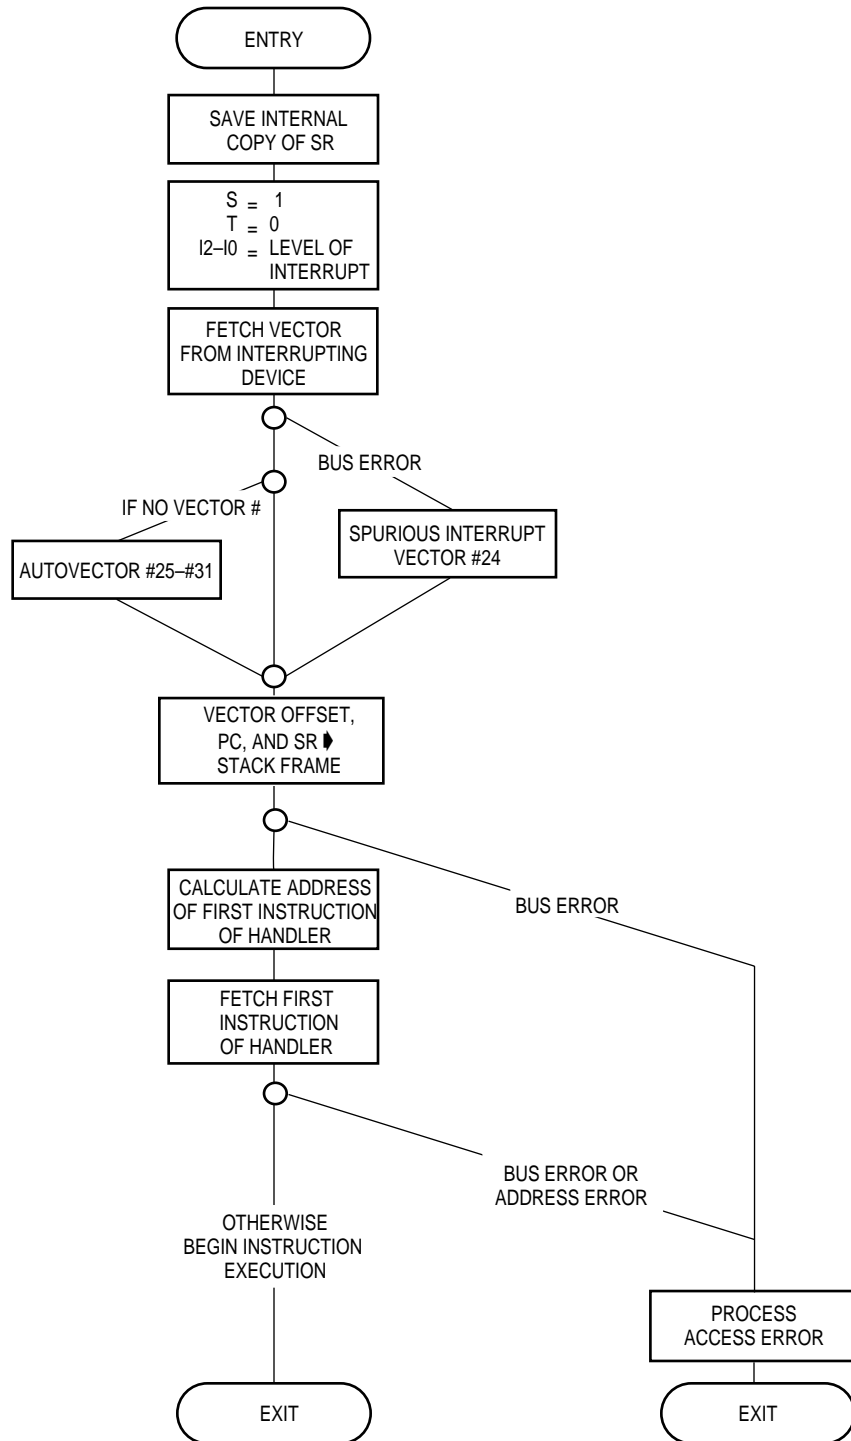 ENTRY
SAVE INTERNAL
COPY OF SR
S = 1
T = 0
I2–I0 = LEVEL OF
INTERRUPT
FETCH VECTOR
FROM INTERRUPTING
DEVICE
BUS ERROR
IF NO VECTOR #
SPURIOUS INTERRUPT
VECTOR #24
AUTOVECTOR #25–#31
VECTOR OFFSET,
PC, AND SR ➧
STACK FRAME
CALCULATE ADDRESS
OF FIRST INSTRUCTION
OF HANDLER
BUS ERROR
FETCH FIRST
INSTRUCTION
OF HANDLER
BUS ERROR OR
ADDRESS ERROR
OTHERWISE
BEGIN INSTRUCTION
EXECUTION
PROCESS
ACCESS ERROR
EXIT
EXIT